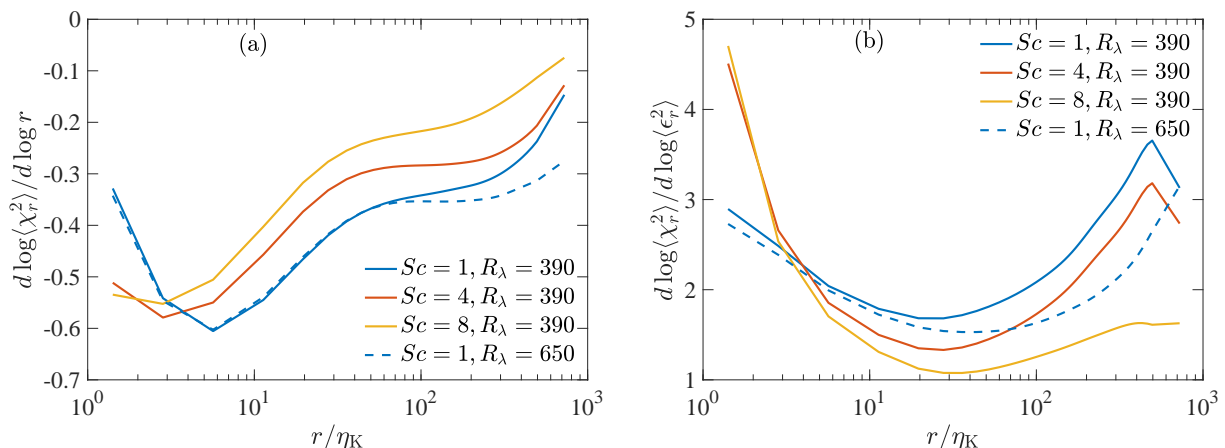 (a)
0
-0.1
-0.2
-0.3
-0.4
-0.5
-0.6
-0.7
d log⟨χ_r^2⟩/d log r
Sc = 1, R_λ = 390
Sc = 4, R_λ = 390
Sc = 8, R_λ = 390
Sc = 1, R_λ = 650
10^0 10^1 10^2 10^3
r/η_K
(b)
5
4
3
2
1
d log⟨χ_r^2⟩/d log⟨ϵ_r^2⟩
Sc = 1, R_λ = 390
Sc = 4, R_λ = 390
Sc = 8, R_λ = 390
Sc = 1, R_λ = 650
10^0 10^1 10^2 10^3
r/η_K